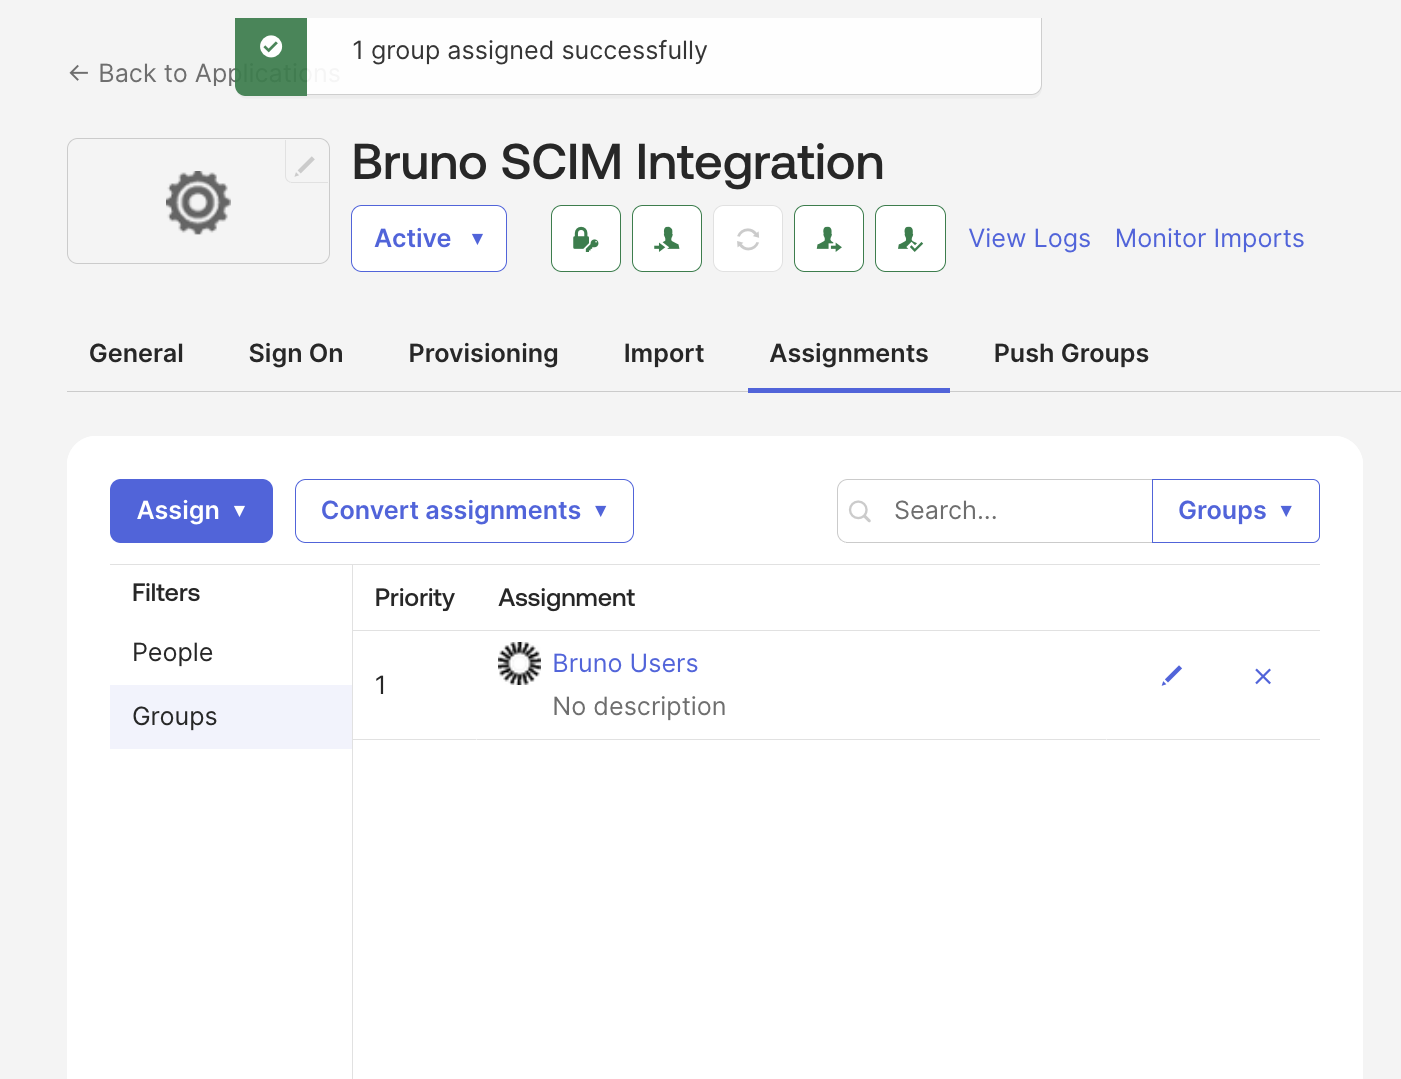 1 group assigned successfully
← Back to Applications
Bruno SCIM Integration
Active ▼
View Logs Monitor Imports
General Sign On Provisioning Import Assignments Push Groups
Assign ▼ Convert assignments ▼ Search... Groups ▼
Filters
People
Groups
Priority Assignment
1
Bruno Users
No description